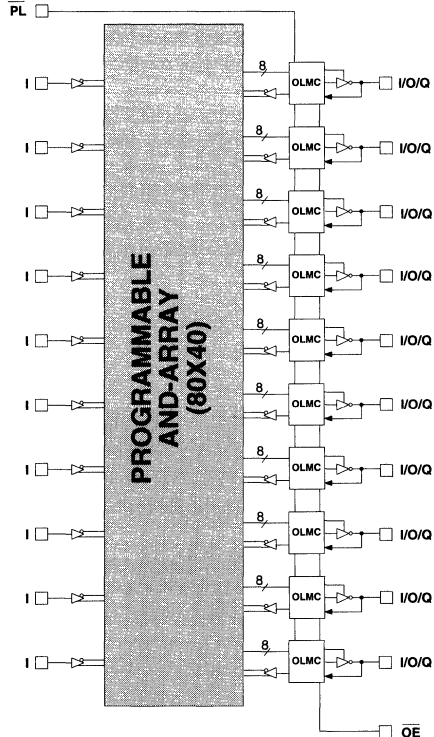 PL
8
I OLMC I/O/Q
8
I OLMC I/O/Q
8
I OLMC I/O/Q
8
I OLMC I/O/Q
8
I OLMC I/O/Q
8
I OLMC I/O/Q
8
I OLMC I/O/Q
8
I OLMC I/O/Q
8
I OLMC I/O/Q
8
I OLMC I/O/Q
PROGRAMMABLE
AND-ARRAY
(80X40)
OE